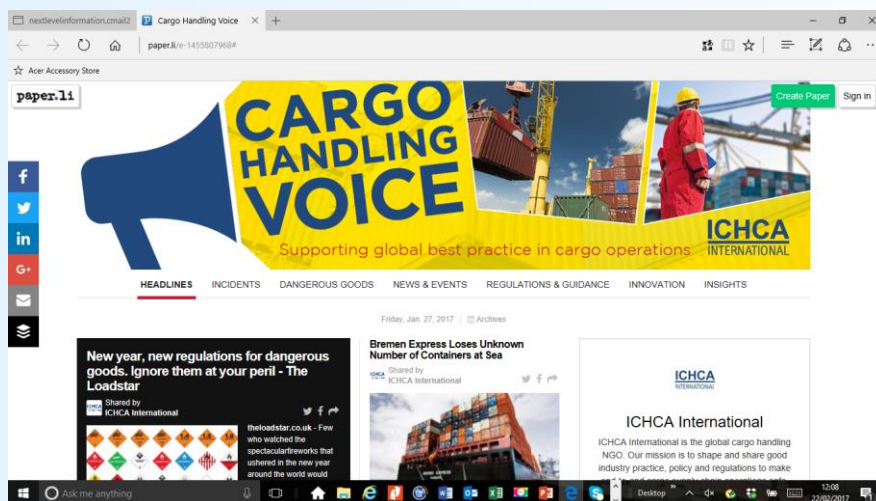 nextlevelinformation.cmail2
Cargo Handling Voice
paper.li/e-1455807968#
Acer Accessory Store
paper.li
Create Paper
Sign in
CARGO
HANDLING
VOICE
Supporting global best practice in cargo operations
ICHCA
INTERNATIONAL
f
in
G+
HEADLINES INCIDENTS DANGEROUS GOODS NEWS & EVENTS REGULATIONS & GUIDANCE INNOVATION INSIGHTS
Friday, Jan. 27, 2017 | Archives
New year, new regulations for dangerous
goods. Ignore them at your peril - The
Loadstar
Shared by
ICHCA International
theloadstar.co.uk - Few
who watched the
spectacularfireworks that
ushered in the new year
around the world would
Bremen Express Loses Unknown
Number of Containers at Sea
Shared by
ICHCA International
ICHCA
INTERNATIONAL
ICHCA International
ICHCA International is the global cargo handling
NGO. Our mission is to shape and share good
industry practice, policy and regulations to make
Ask me anything
Desktop
12:08
22/02/2017